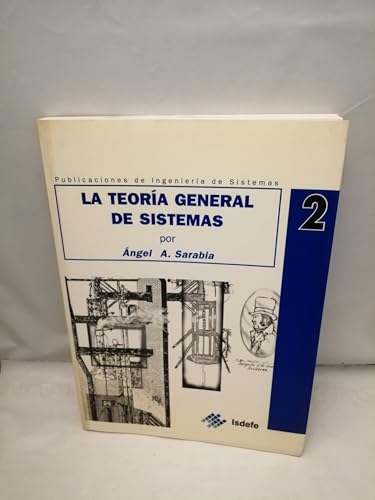 Publicaciones de Ingeniería de Sistemas
LA TEORÍA GENERAL
DE SISTEMAS
por
Ángel A. Sarabia
2
Isdefe